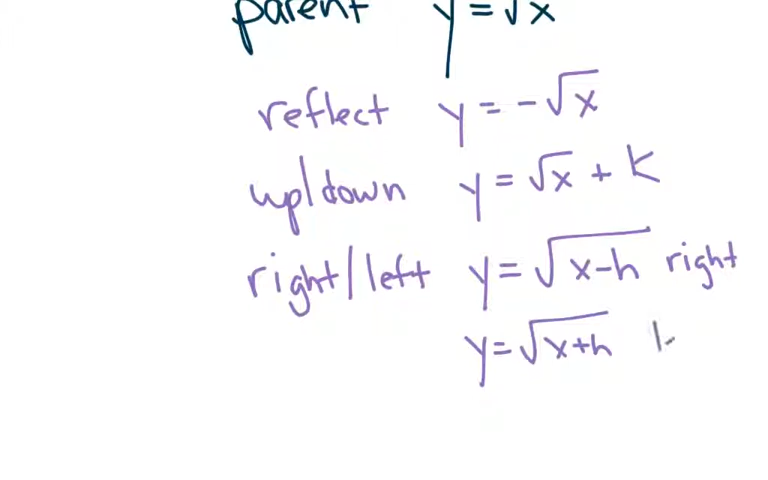 parent y = √x
reflect y = -√x
up/down y = √x + k
right/left y = √x-h right
y = √x+h